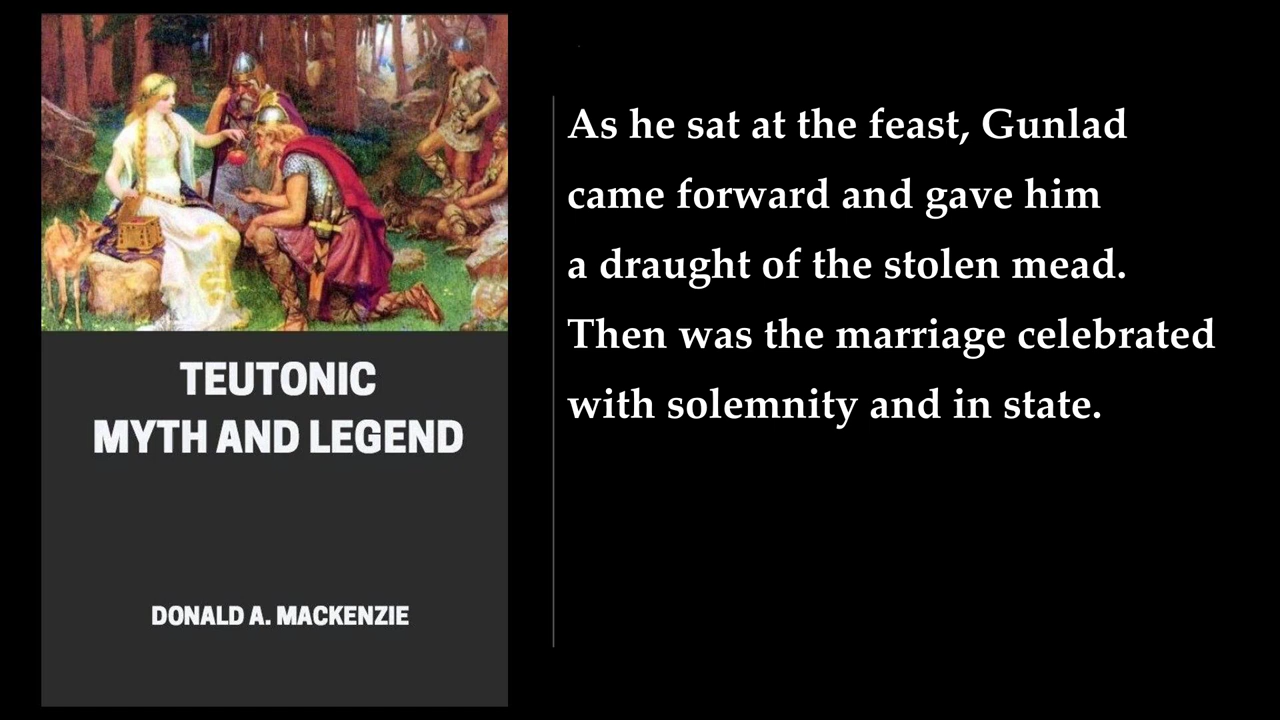 TEUTONIC
MYTH AND LEGEND
DONALD A. MACKENZIE
As he sat at the feast, Gunlad
came forward and gave him
a draught of the stolen mead.
Then was the marriage celebrated
with solemnity and in state.